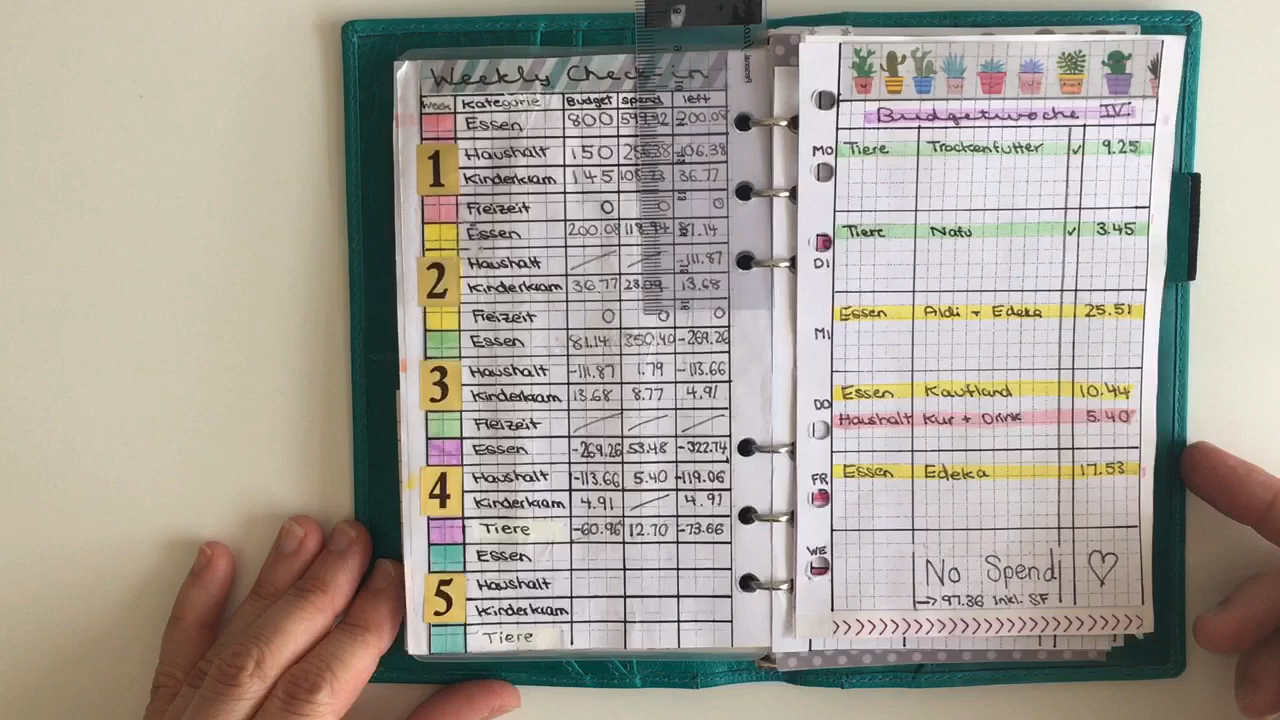 Weekly Check in
Week Kategorie Budget spend left
Essen 800
1 Haushalt 150 -106.38
Kinderkram 145 36.77
Freizeit 0 0 0
Essen 200.08
2 Haushalt -111.87
Kinderkram 36.77 13.68
Freizeit 0 0 0
Essen 81.14 350.40 -269.26
3 Haushalt -111.87 1.79 -113.66
Kinderkram 13.68 8.77 4.91
Freizeit
Essen -269.26 53.48 -322.74
4 Haushalt -113.66 5.40 -119.06
Kinderkram 4.91 4.91
Tiere -60.96 12.70 -73.66
Essen
5 Haushalt
Kinderkram
Tiere
Budgetwoche IV.
MO Tiere Trockenfutter ✓ 9.25
DI Tiere Nafu ✓ 3.45
MI Essen Aldi + Edeka 25.51
DO Essen Kaufland 10.44
Haushalt Kur + Drink 5.40
FR Essen Edeka 17.53
WE No Spend ♡
→ 97.36 inkl. SF